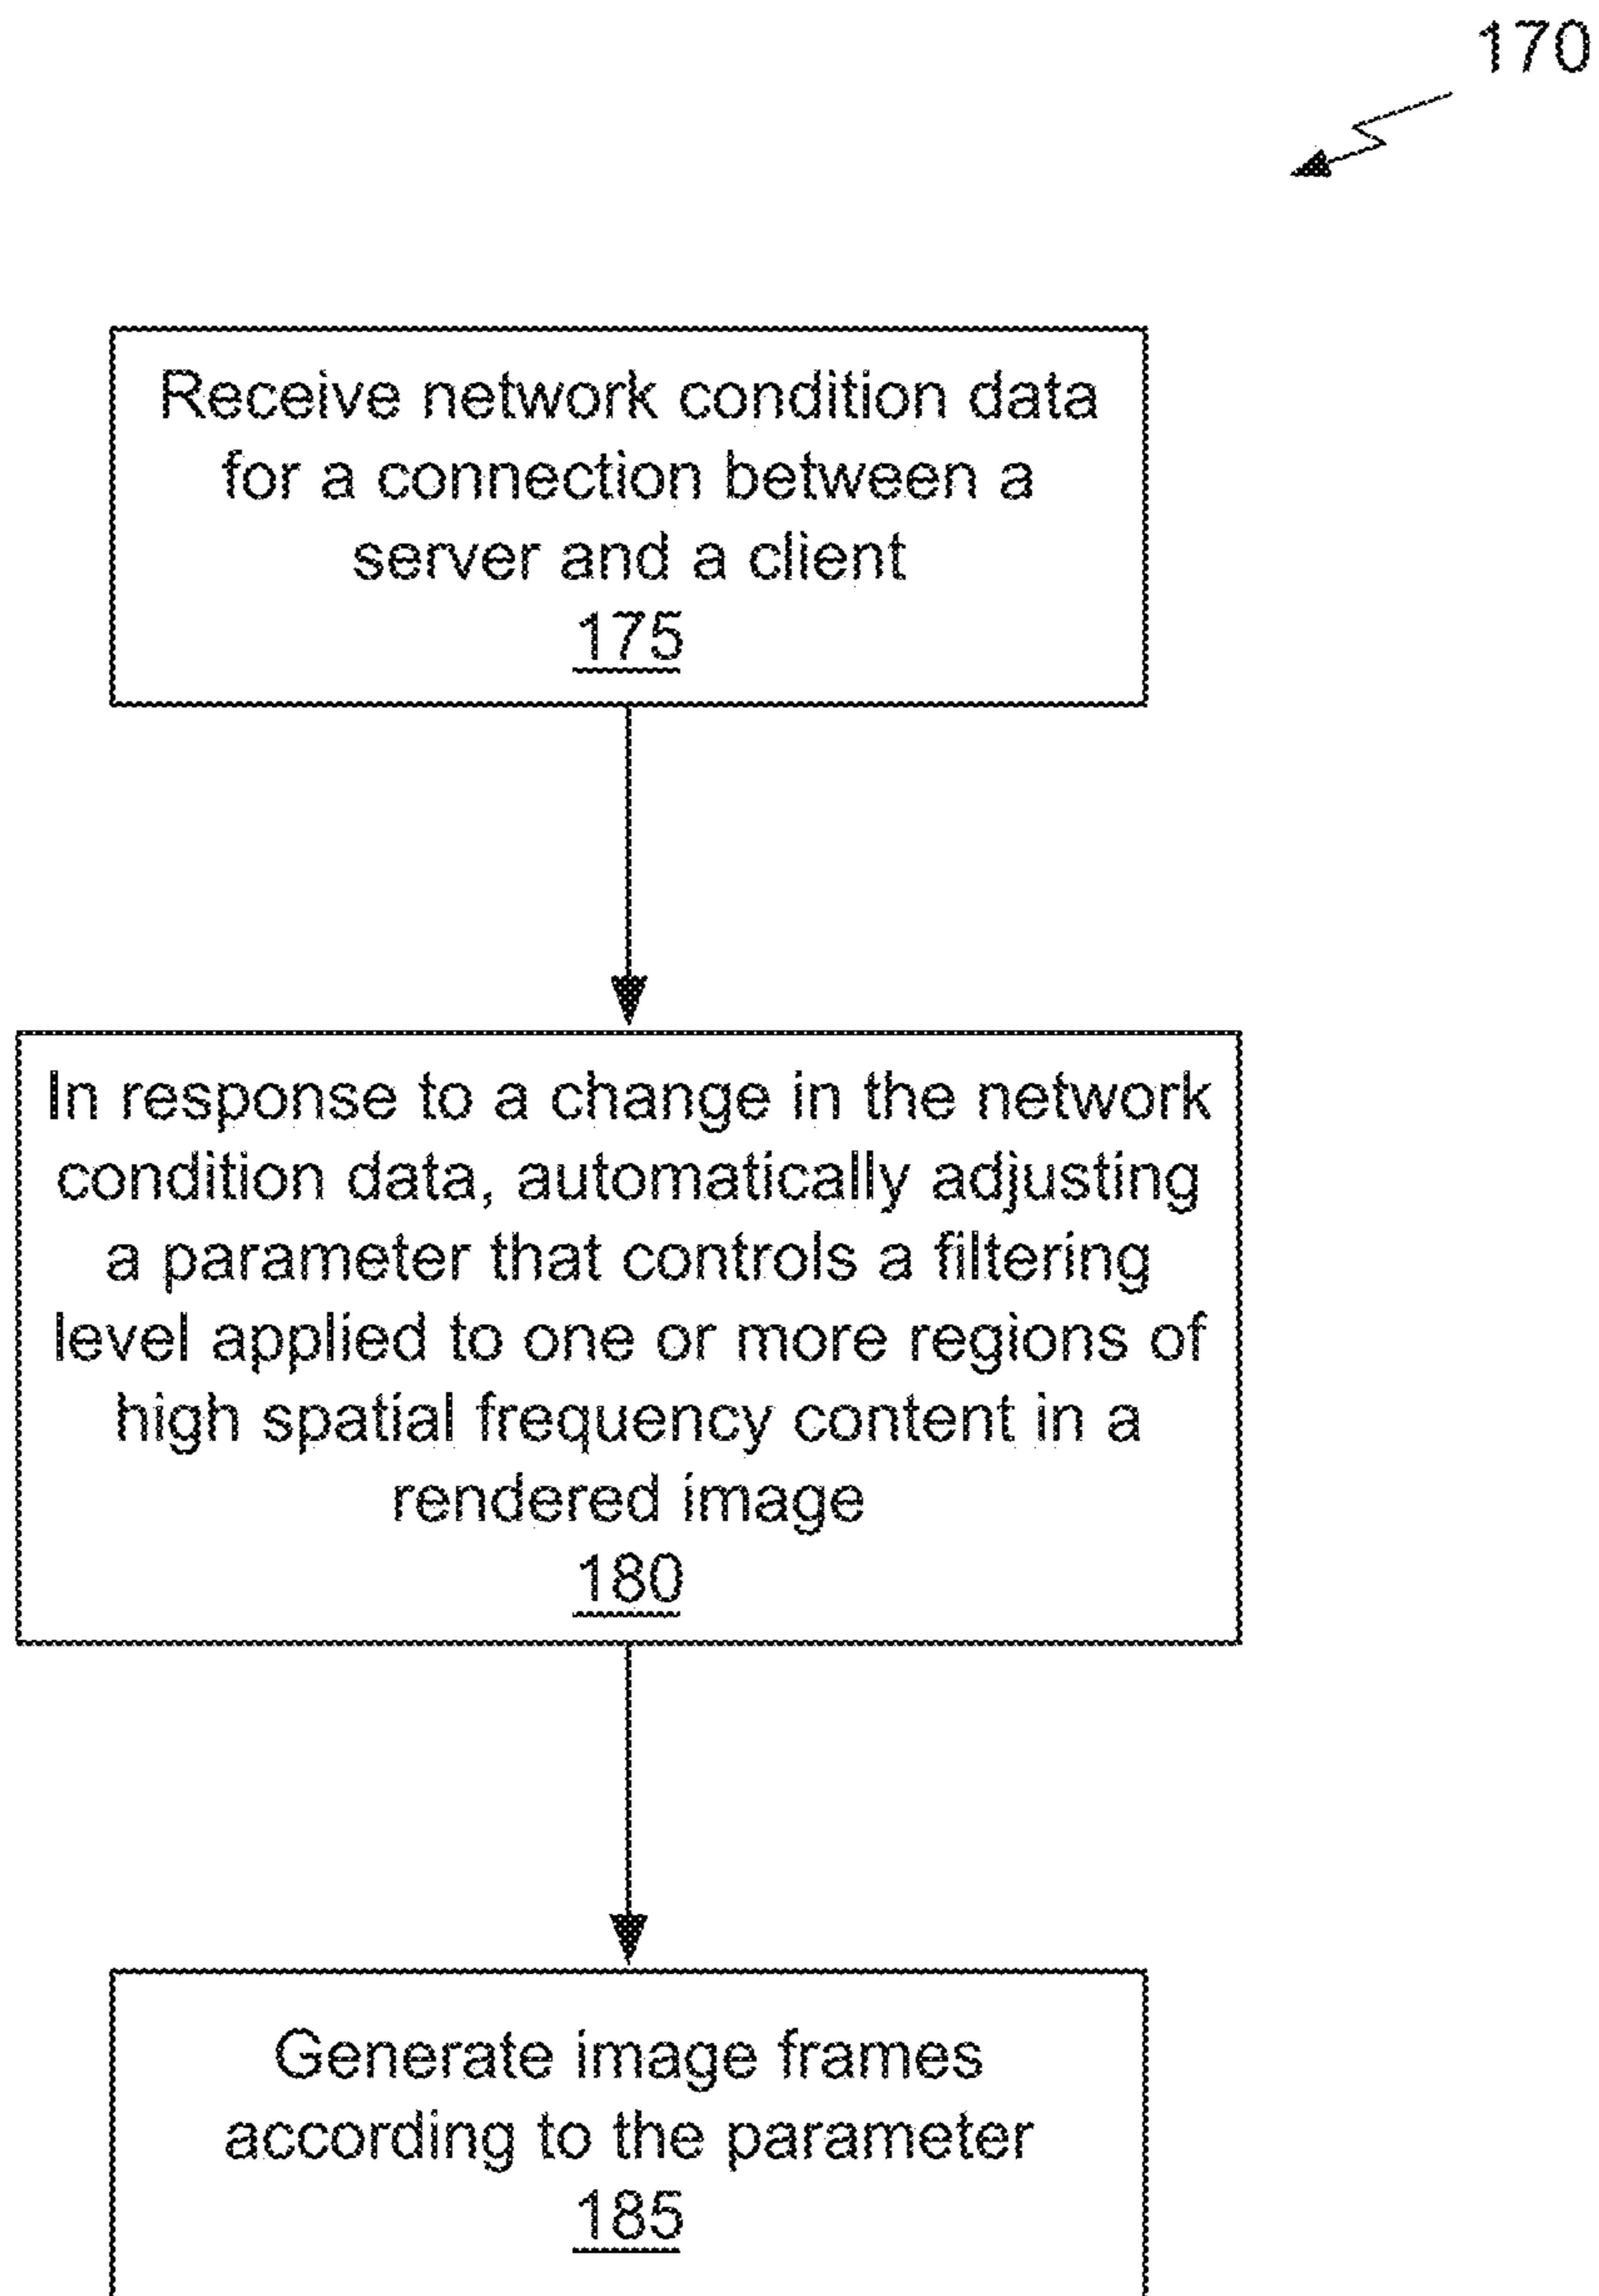 170
Receive network condition data
for a connection between a
server and a client
175
In response to a change in the network
condition data, automatically adjusting
a parameter that controls a filtering
level applied to one or more regions of
high spatial frequency content in a
rendered image
180
Generate image frames
according to the parameter
185